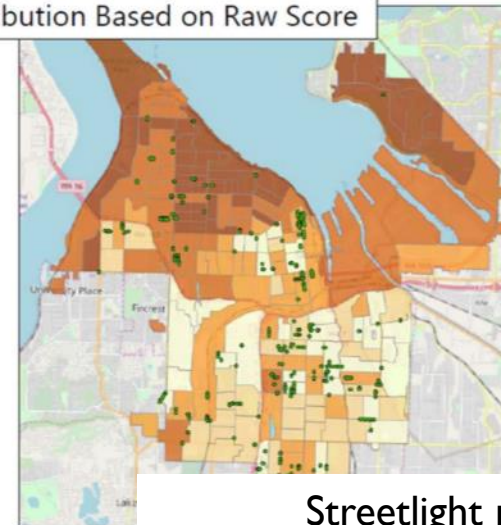 bution Based on Raw Score
University Place
Fircrest
Streetlight